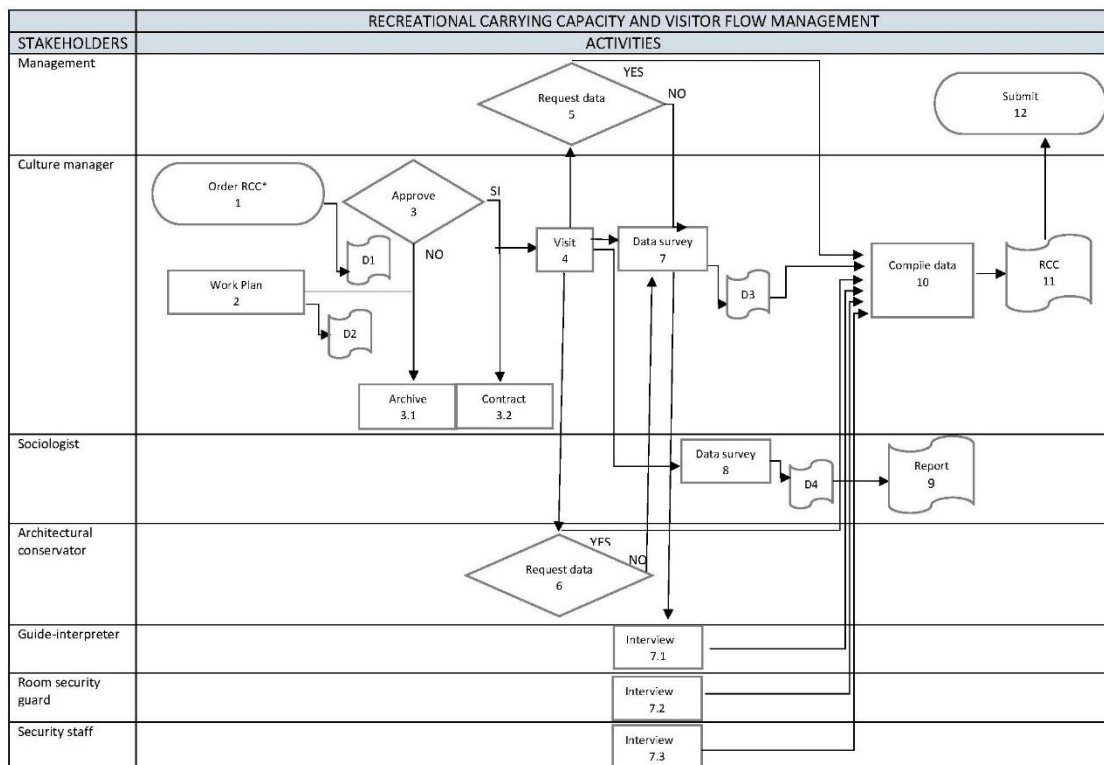 RECREATIONAL CARRYING CAPACITY AND VISITOR FLOW MANAGEMENT
STAKEHOLDERS
ACTIVITIES
Management
YES
Request data
5
NO
Submit
12
Culture manager
Order RCC*
1
Approve
3
SI
NO
D1
Work Plan
2
D2
Archive
3.1
Contract
3.2
Visit
4
Data survey
7
D3
Compile data
10
RCC
11
Sociologist
Data survey
8
D4
Report
9
Architectural
conservator
YES
Request data
6
NO
Guide-interpreter
Interview
7.1
Room security
guard
Interview
7.2
Security staff
Interview
7.3